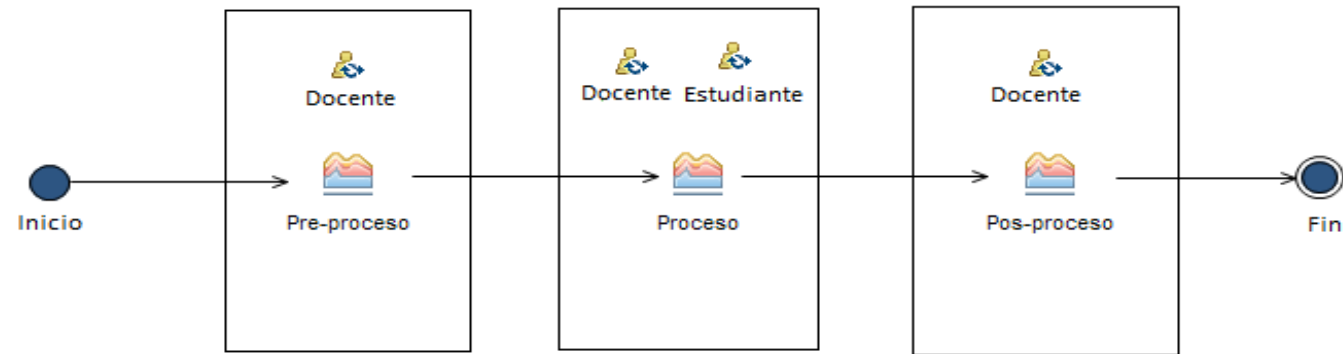 Docente
Docente Estudiante
Docente
Inicio
Pre-proceso
Proceso
Pos-proceso
Fin